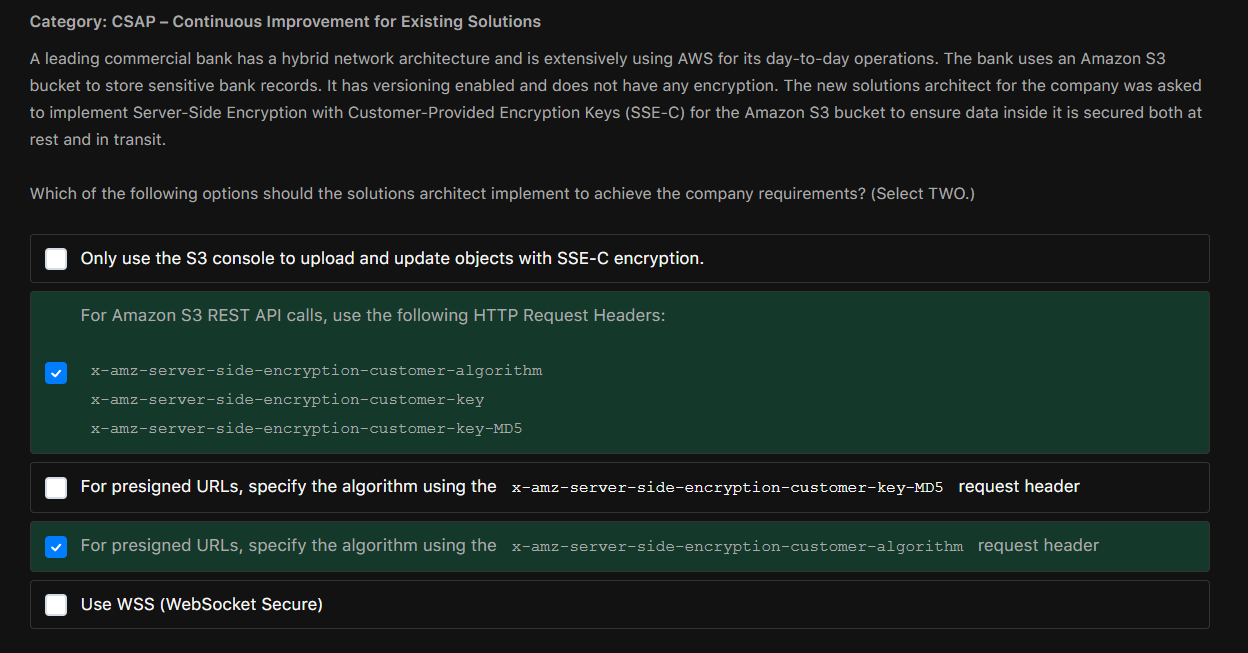 Category: CSAP – Continuous Improvement for Existing Solutions
A leading commercial bank has a hybrid network architecture and is extensively using AWS for its day-to-day operations. The bank uses an Amazon S3
bucket to store sensitive bank records. It has versioning enabled and does not have any encryption. The new solutions architect for the company was asked
to implement Server-Side Encryption with Customer-Provided Encryption Keys (SSE-C) for the Amazon S3 bucket to ensure data inside it is secured both at
rest and in transit.
Which of the following options should the solutions architect implement to achieve the company requirements? (Select TWO.)
Only use the S3 console to upload and update objects with SSE-C encryption.
For Amazon S3 REST API calls, use the following HTTP Request Headers:
x-amz-server-side-encryption-customer-algorithm
x-amz-server-side-encryption-customer-key
x-amz-server-side-encryption-customer-key-MD5
For presigned URLs, specify the algorithm using the x-amz-server-side-encryption-customer-key-MD5 request header
For presigned URLs, specify the algorithm using the x-amz-server-side-encryption-customer-algorithm request header
Use WSS (WebSocket Secure)